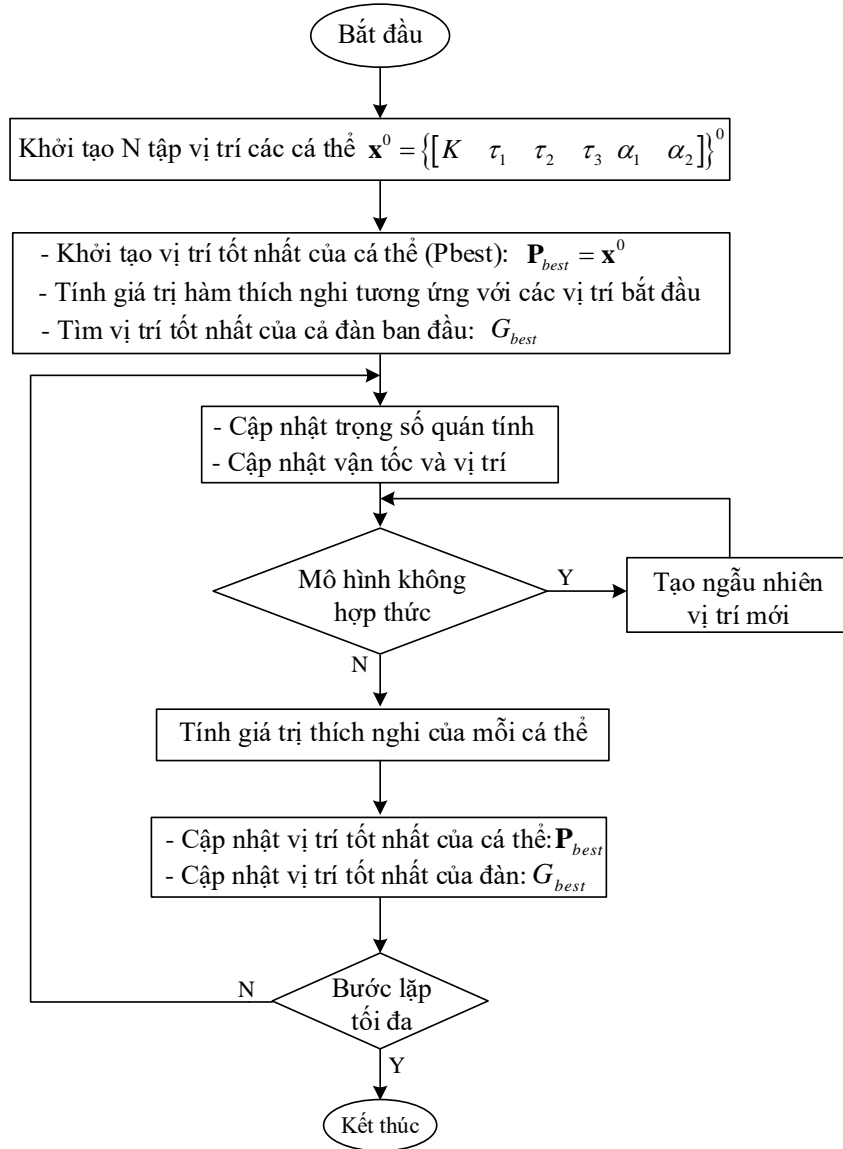 Bắt đầu
Khởi tạo N tập vị trí các cá thể x⁰ = {[K τ₁ τ₂ τ₃ α₁ α₂]}⁰
- Khởi tạo vị trí tốt nhất của cá thể (Pbest): P_best = x⁰
- Tính giá trị hàm thích nghi tương ứng với các vị trí bắt đầu
- Tìm vị trí tốt nhất của cả đàn ban đầu: G_best
- Cập nhật trọng số quán tính
- Cập nhật vận tốc và vị trí
Mô hình không
hợp thức
Y
Tạo ngẫu nhiên
vị trí mới
N
Tính giá trị thích nghi của mỗi cá thể
- Cập nhật vị trí tốt nhất của cá thể:P_best
- Cập nhật vị trí tốt nhất của đàn: G_best
N
Bước lặp
tối đa
Y
Kết thúc